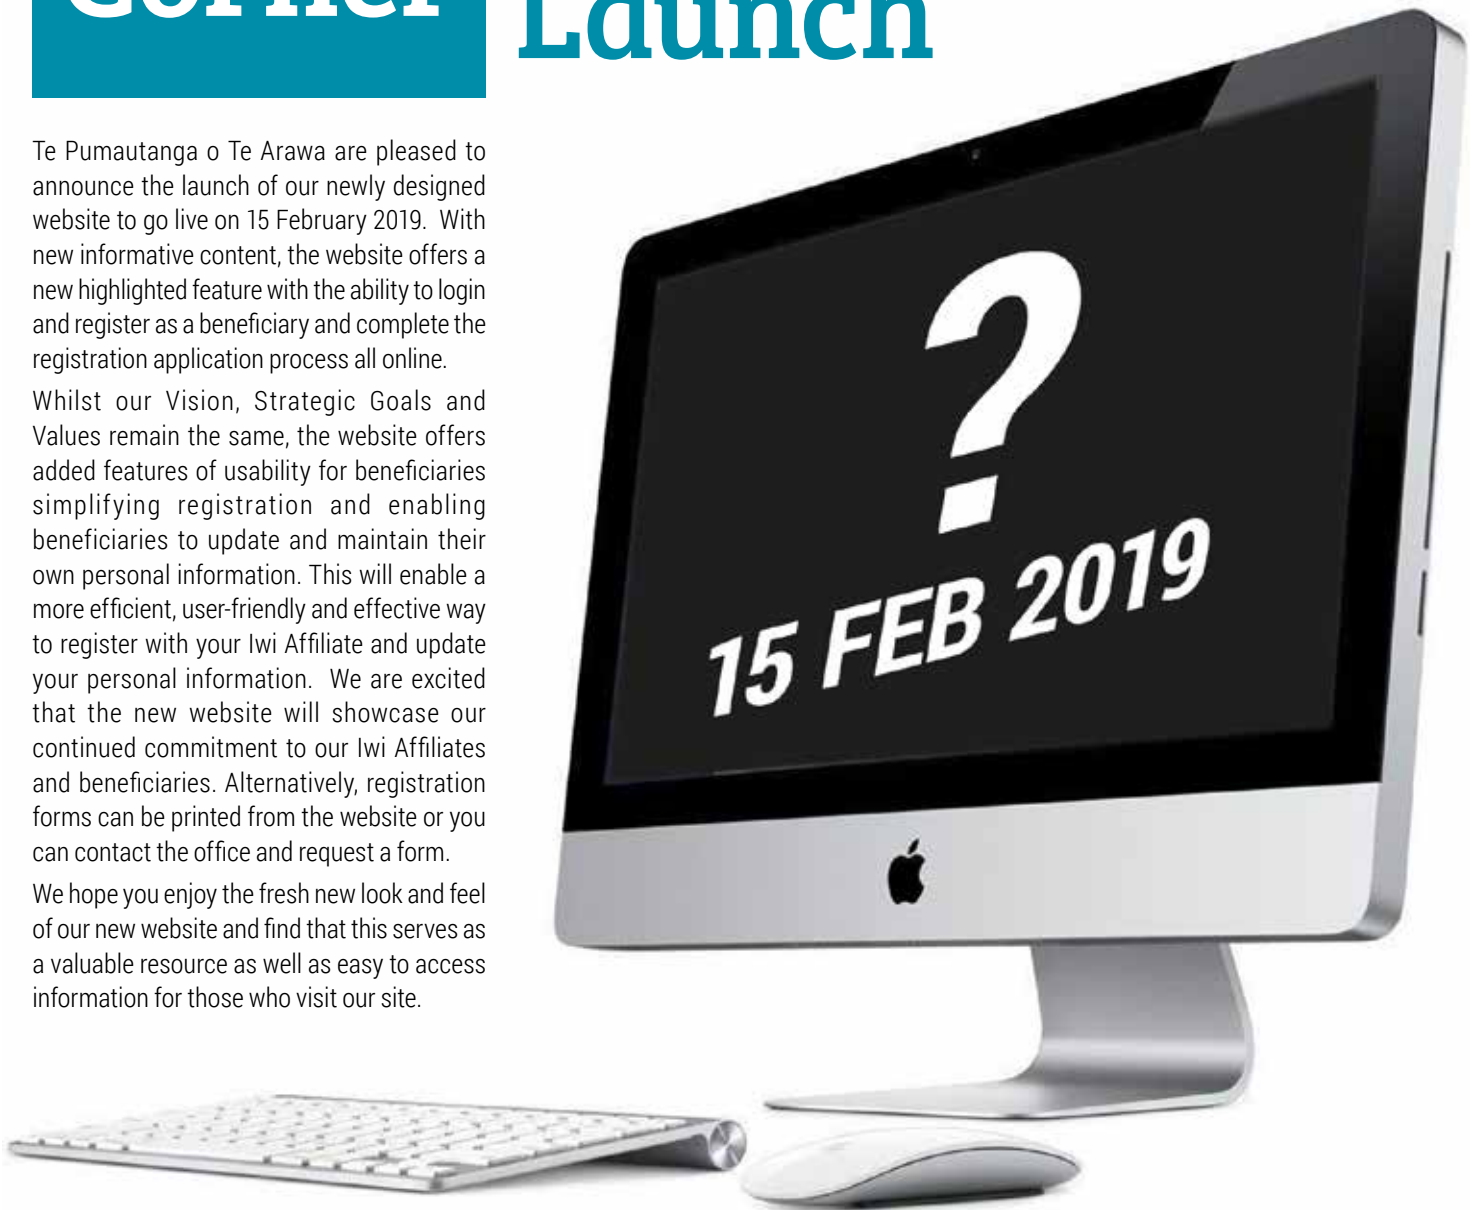 Corner
Launch
Te Pumautanga o Te Arawa are pleased to
announce the launch of our newly designed
website to go live on 15 February 2019. With
new informative content, the website offers a
new highlighted feature with the ability to login
and register as a beneficiary and complete the
registration application process all online.
Whilst our Vision, Strategic Goals and
Values remain the same, the website offers
added features of usability for beneficiaries
simplifying registration and enabling
beneficiaries to update and maintain their
own personal information. This will enable a
more efficient, user-friendly and effective way
to register with your Iwi Affiliate and update
your personal information. We are excited
that the new website will showcase our
continued commitment to our Iwi Affiliates
and beneficiaries. Alternatively, registration
forms can be printed from the website or you
can contact the office and request a form.
We hope you enjoy the fresh new look and feel
of our new website and find that this serves as
a valuable resource as well as easy to access
information for those who visit our site.
?
15 FEB 2019